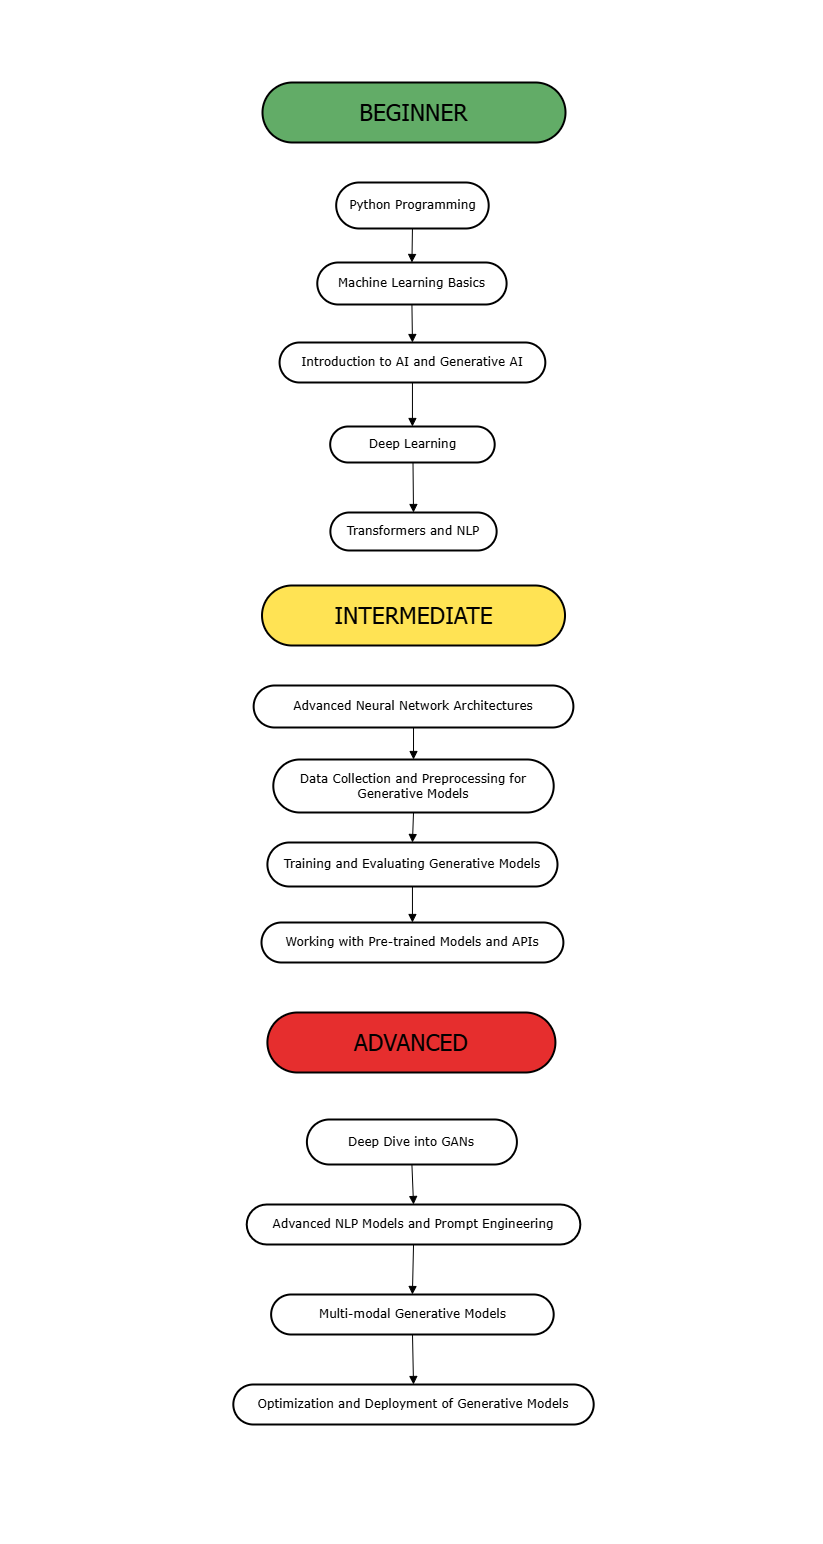 BEGINNER
Python Programming
Machine Learning Basics
Introduction to AI and Generative AI
Deep Learning
Transformers and NLP
INTERMEDIATE
Advanced Neural Network Architectures
Data Collection and Preprocessing for
Generative Models
Training and Evaluating Generative Models
Working with Pre-trained Models and APIs
ADVANCED
Deep Dive into GANs
Advanced NLP Models and Prompt Engineering
Multi-modal Generative Models
Optimization and Deployment of Generative Models